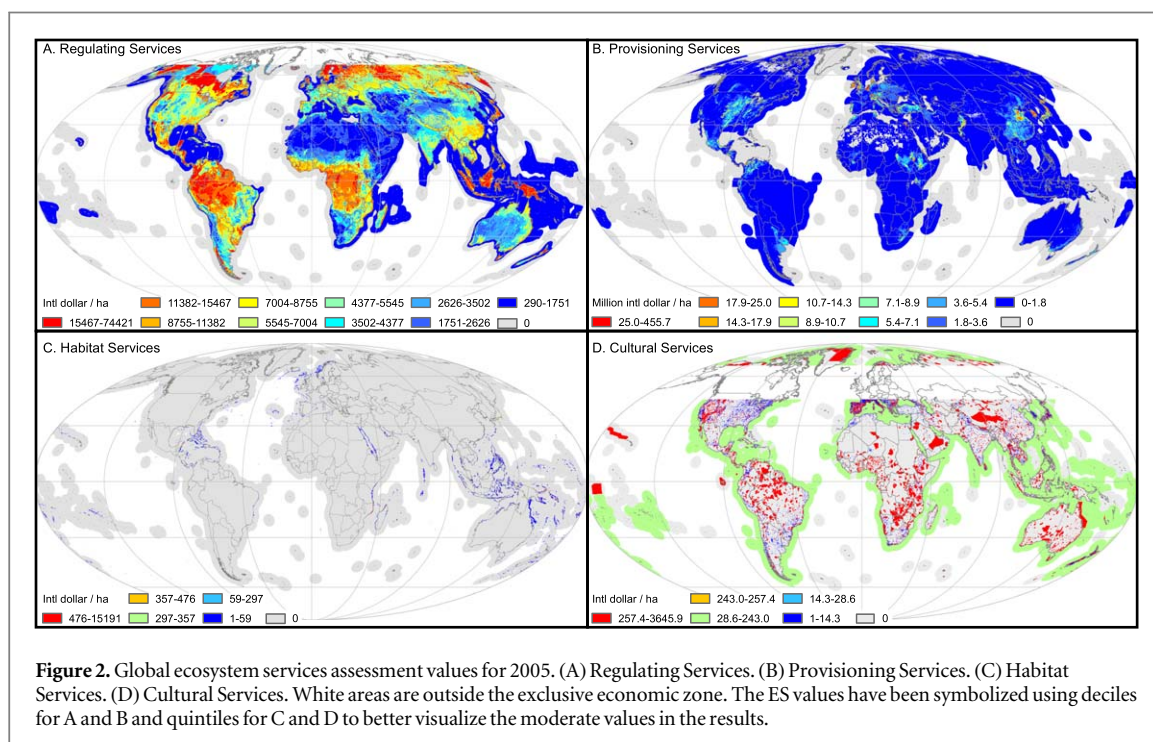 A. Regulating Services
Intl dollar / ha 11382-15467 7004-8755 4377-5545 2626-3502 290-1751
15467-74421 8755-11382 5545-7004 3502-4377 1751-2626 0
B. Provisioning Services
Million intl dollar / ha 17.9-25.0 10.7-14.3 7.1-8.9 3.6-5.4 0-1.8
25.0-455.7 14.3-17.9 8.9-10.7 5.4-7.1 1.8-3.6 0
C. Habitat Services
Intl dollar / ha 357-476 59-297
476-15191 297-357 1-59 0
D. Cultural Services
Intl dollar / ha 243.0-257.4 14.3-28.6
257.4-3645.9 28.6-243.0 1-14.3 0
Figure 2. Global ecosystem services assessment values for 2005. (A) Regulating Services. (B) Provisioning Services. (C) Habitat
Services. (D) Cultural Services. White areas are outside the exclusive economic zone. The ES values have been symbolized using deciles
for A and B and quintiles for C and D to better visualize the moderate values in the results.